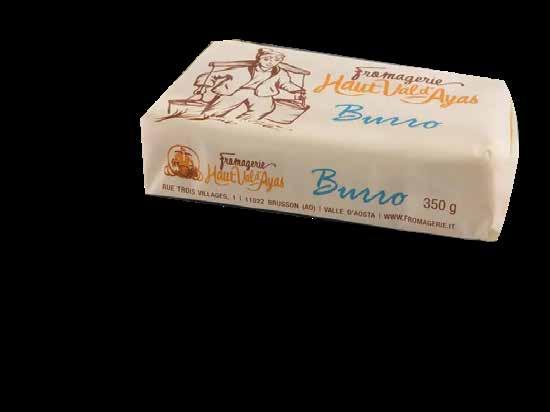 Fromagerie
Haut Val d'Ayas
Burro
Fromagerie
Haut Val d'Ayas
Burro
350 g
RUE TROIS VILLAGES, 1 | 11022 BRUSSON (AO) | VALLE D'AOSTA | WWW.FROMAGERIE.IT